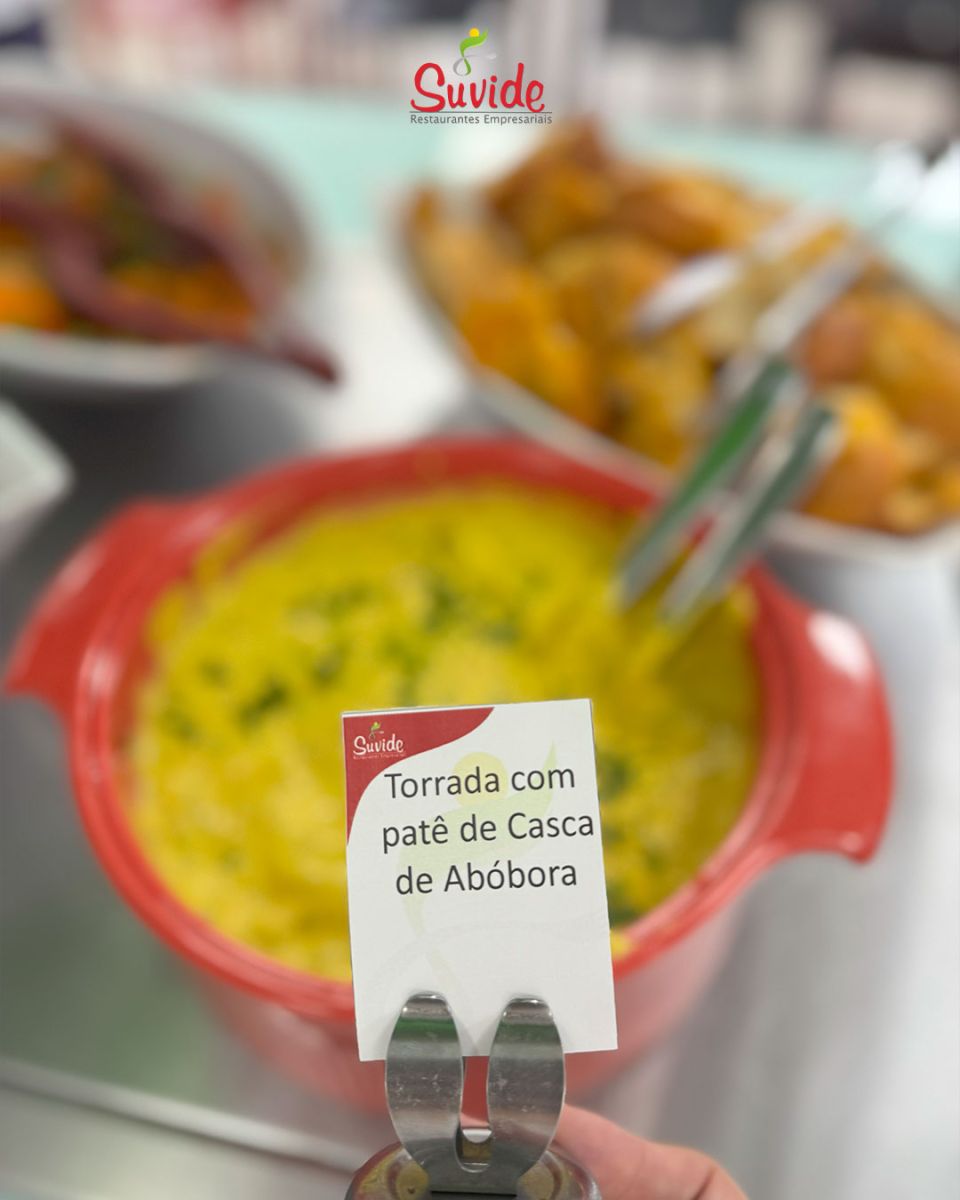 Suvide
Restaurantes Empresariais
Suvide
Torrada com
patê de Casca
de Abóbora